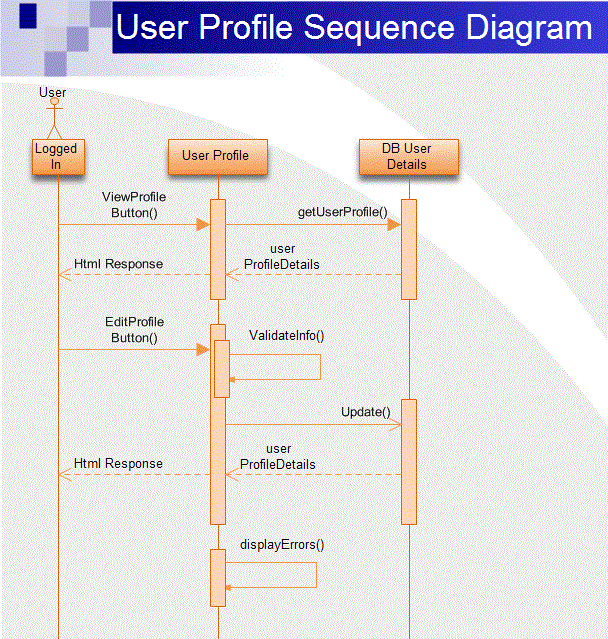 User Profile Sequence Diagram
User
Logged
In
User Profile
DB User
Details
ViewProfile
Button()
getUserProfile()
user
ProfileDetails
Html Response
EditProfile
Button()
ValidateInfo()
Update()
user
ProfileDetails
Html Response
displayErrors()